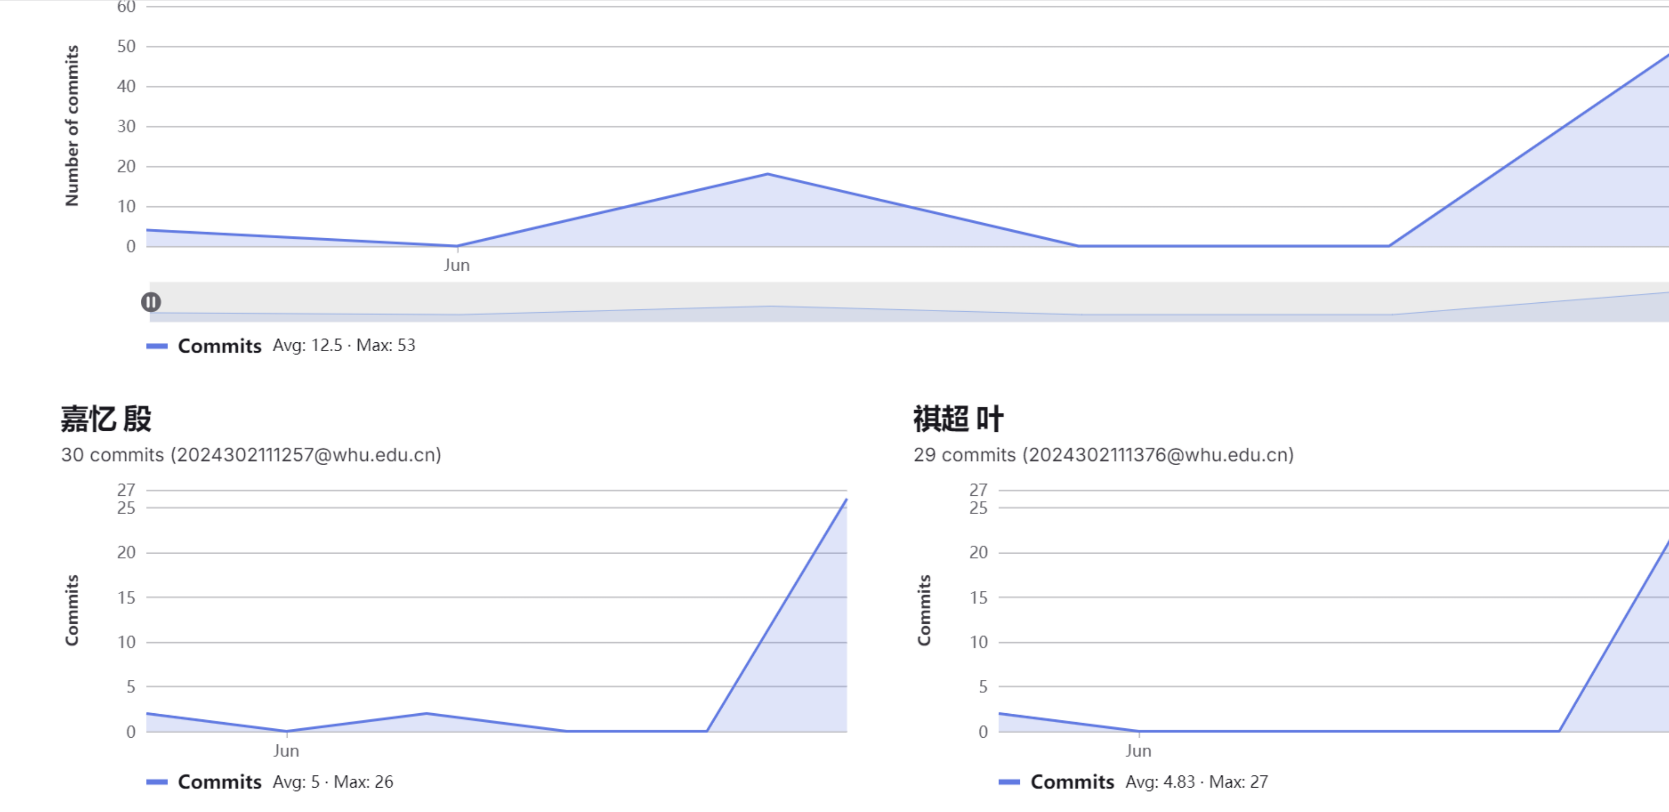 60
50
40
30
20
10
0
Number of commits
Jun
Commits Avg: 12.5 · Max: 53
嘉忆 殷
30 commits (2024302111257@whu.edu.cn)
27
25
20
15
10
5
0
Commits
Jun
Commits Avg: 5 · Max: 26
祺超 叶
29 commits (2024302111376@whu.edu.cn)
27
25
20
15
10
5
0
Commits
Jun
Commits Avg: 4.83 · Max: 27